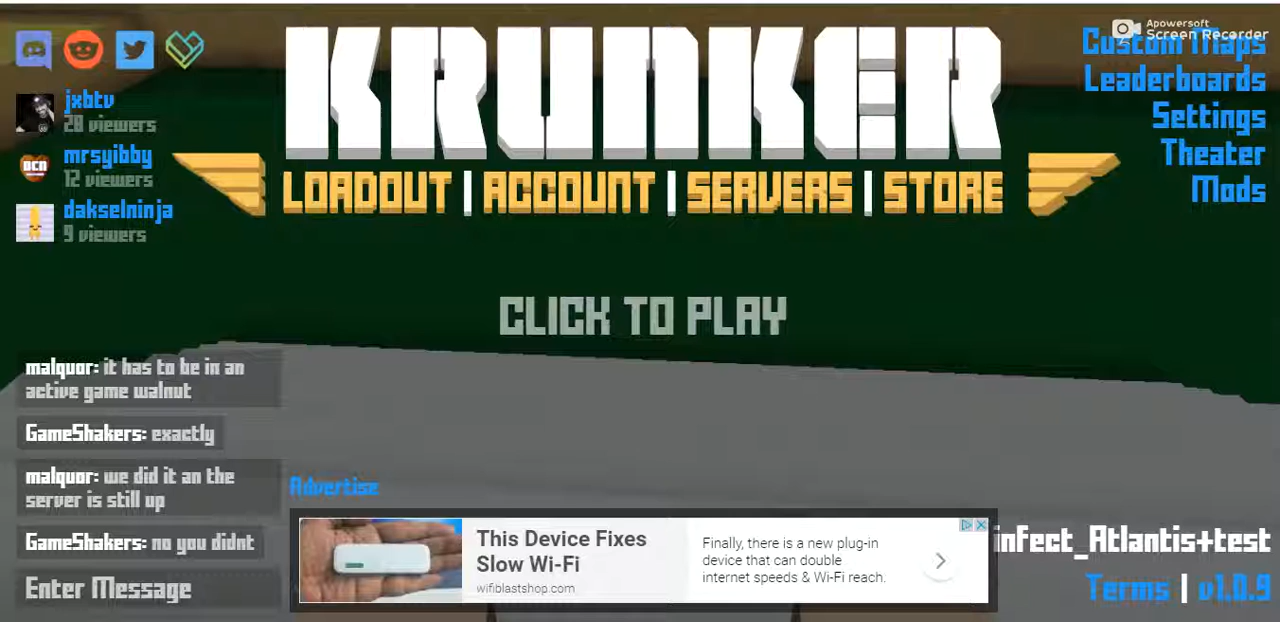 KRUNKER
LOADOUT | ACCOUNT | SERVERS | STORE
Apowersoft
Screen Recorder
Custom Maps
Leaderboards
Settings
Theater
Mods
jxbtv
28 viewers
mrsyibby
12 viewers
dakselninja
9 viewers
CLICK TO PLAY
malquor: it has to be in an
active game walnut
GameShakers: exactly
malquor: we did it an the
server is still up
GameShakers: no you didnt
Enter Message
Advertise
This Device Fixes
Slow Wi-Fi
wifiblastshop.com
Finally, there is a new plug-in
device that can double
internet speeds & Wi-Fi reach.
infect_Atlantis+test
Terms | v1.0.9